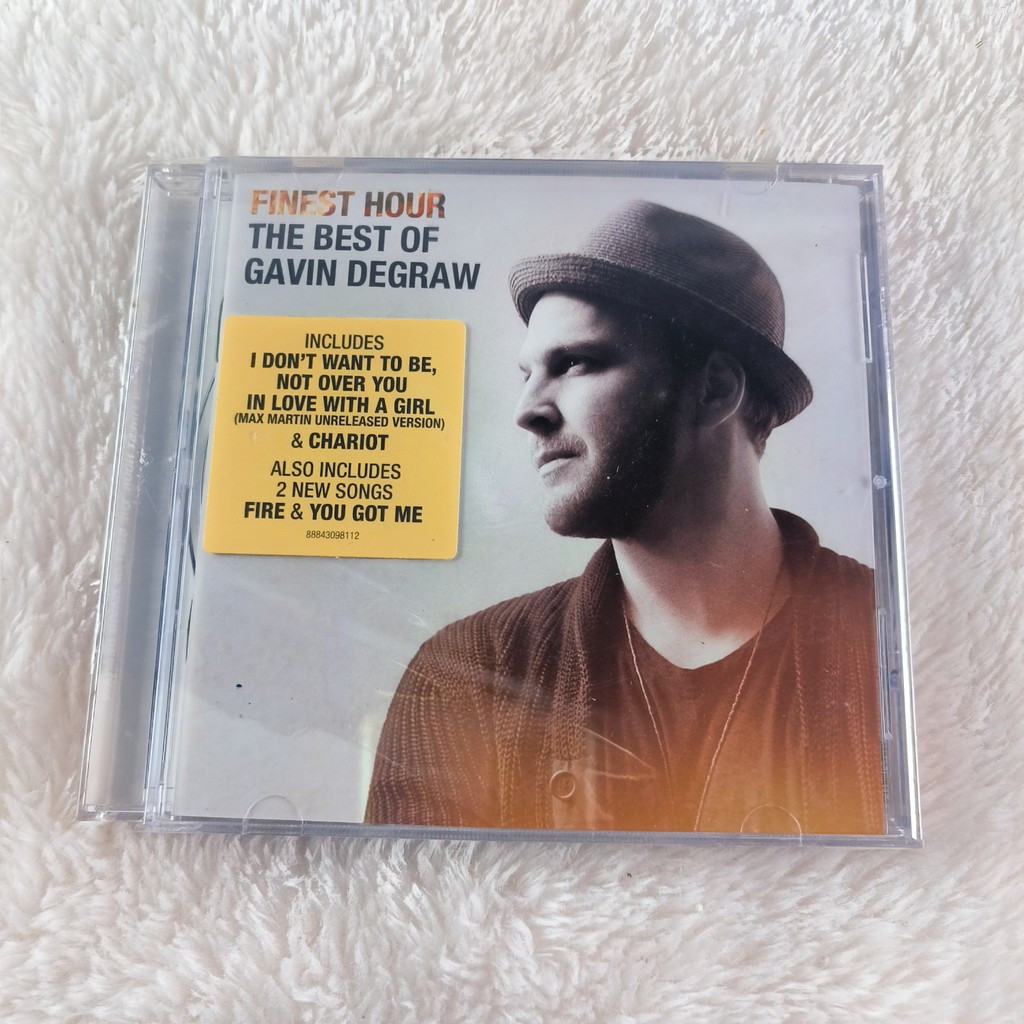 FINEST HOUR
THE BEST OF
GAVIN DEGRAW
INCLUDES
I DON'T WANT TO BE,
NOT OVER YOU
IN LOVE WITH A GIRL
(MAX MARTIN UNRELEASED VERSION)
& CHARIOT
ALSO INCLUDES
2 NEW SONGS
FIRE & YOU GOT ME
88843098112